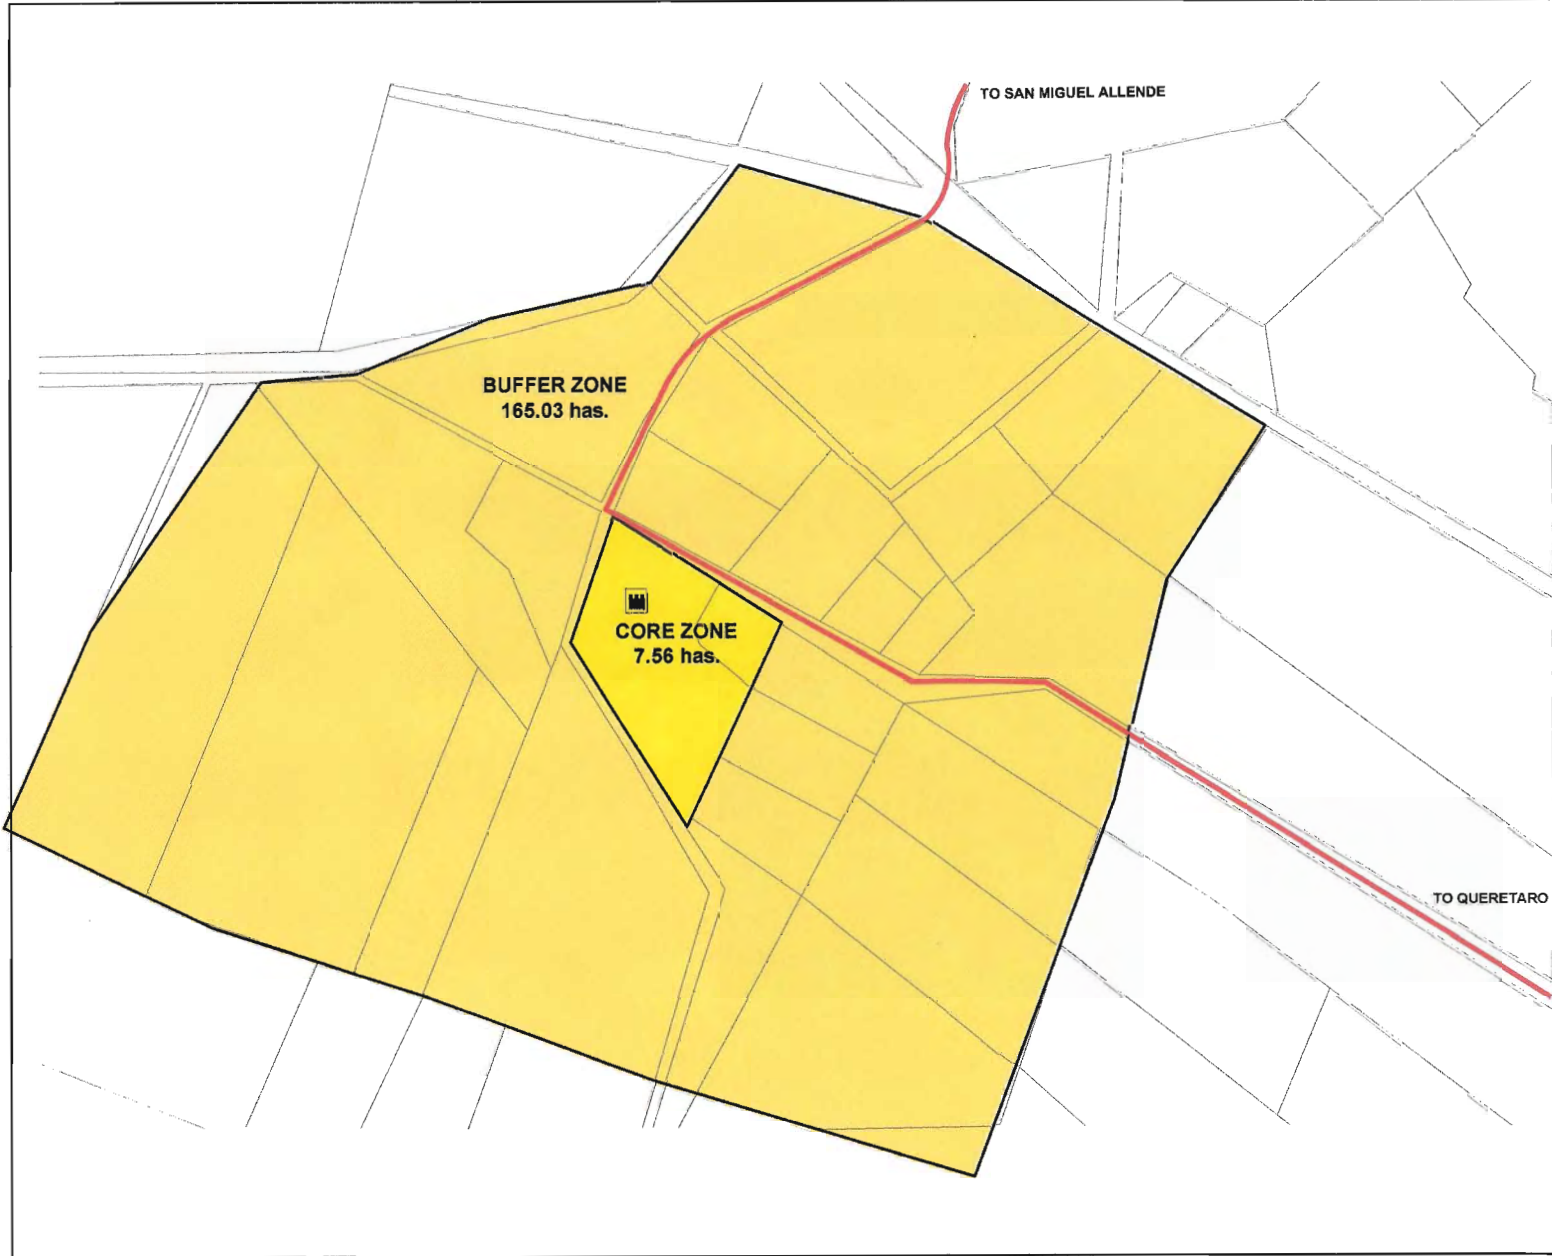 TO SAN MIGUEL ALLENDE
BUFFER ZONE
165.03 has.
CORE ZONE
7.56 has.
TO QUERETARO